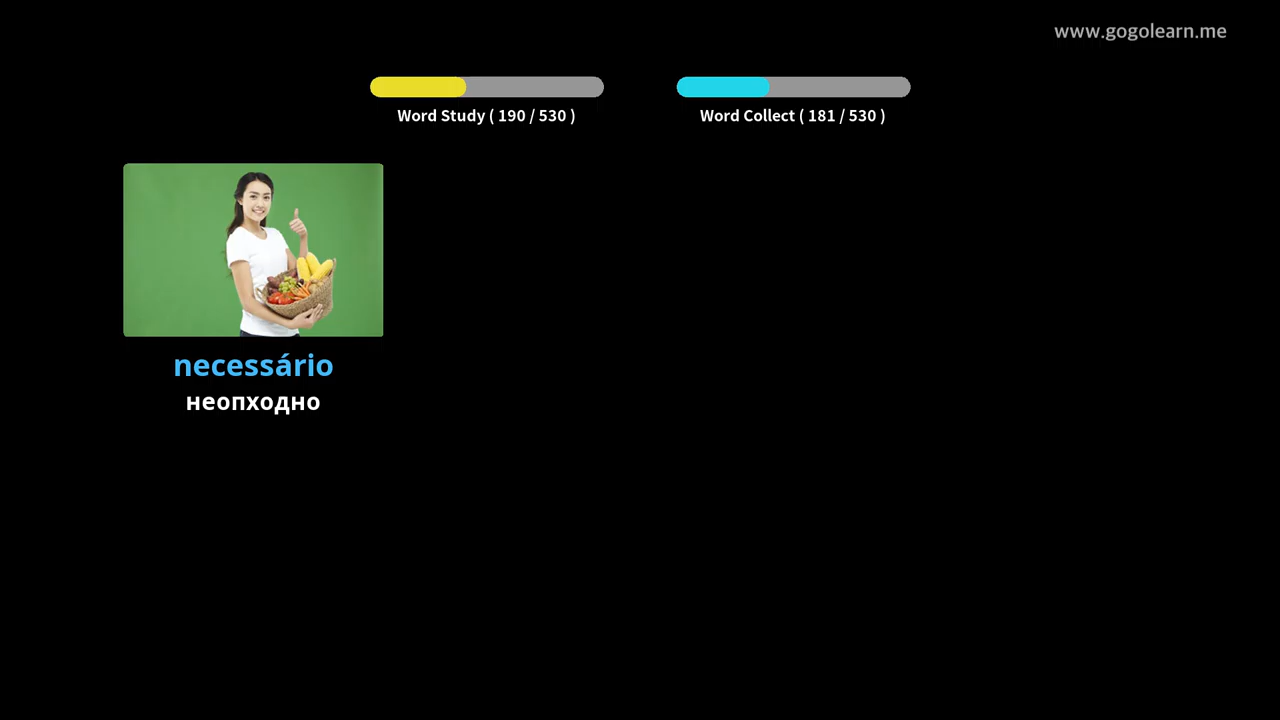 www.gogolearn.me
Word Study ( 190 / 530 )
Word Collect ( 181 / 530 )
necessário
неопходно